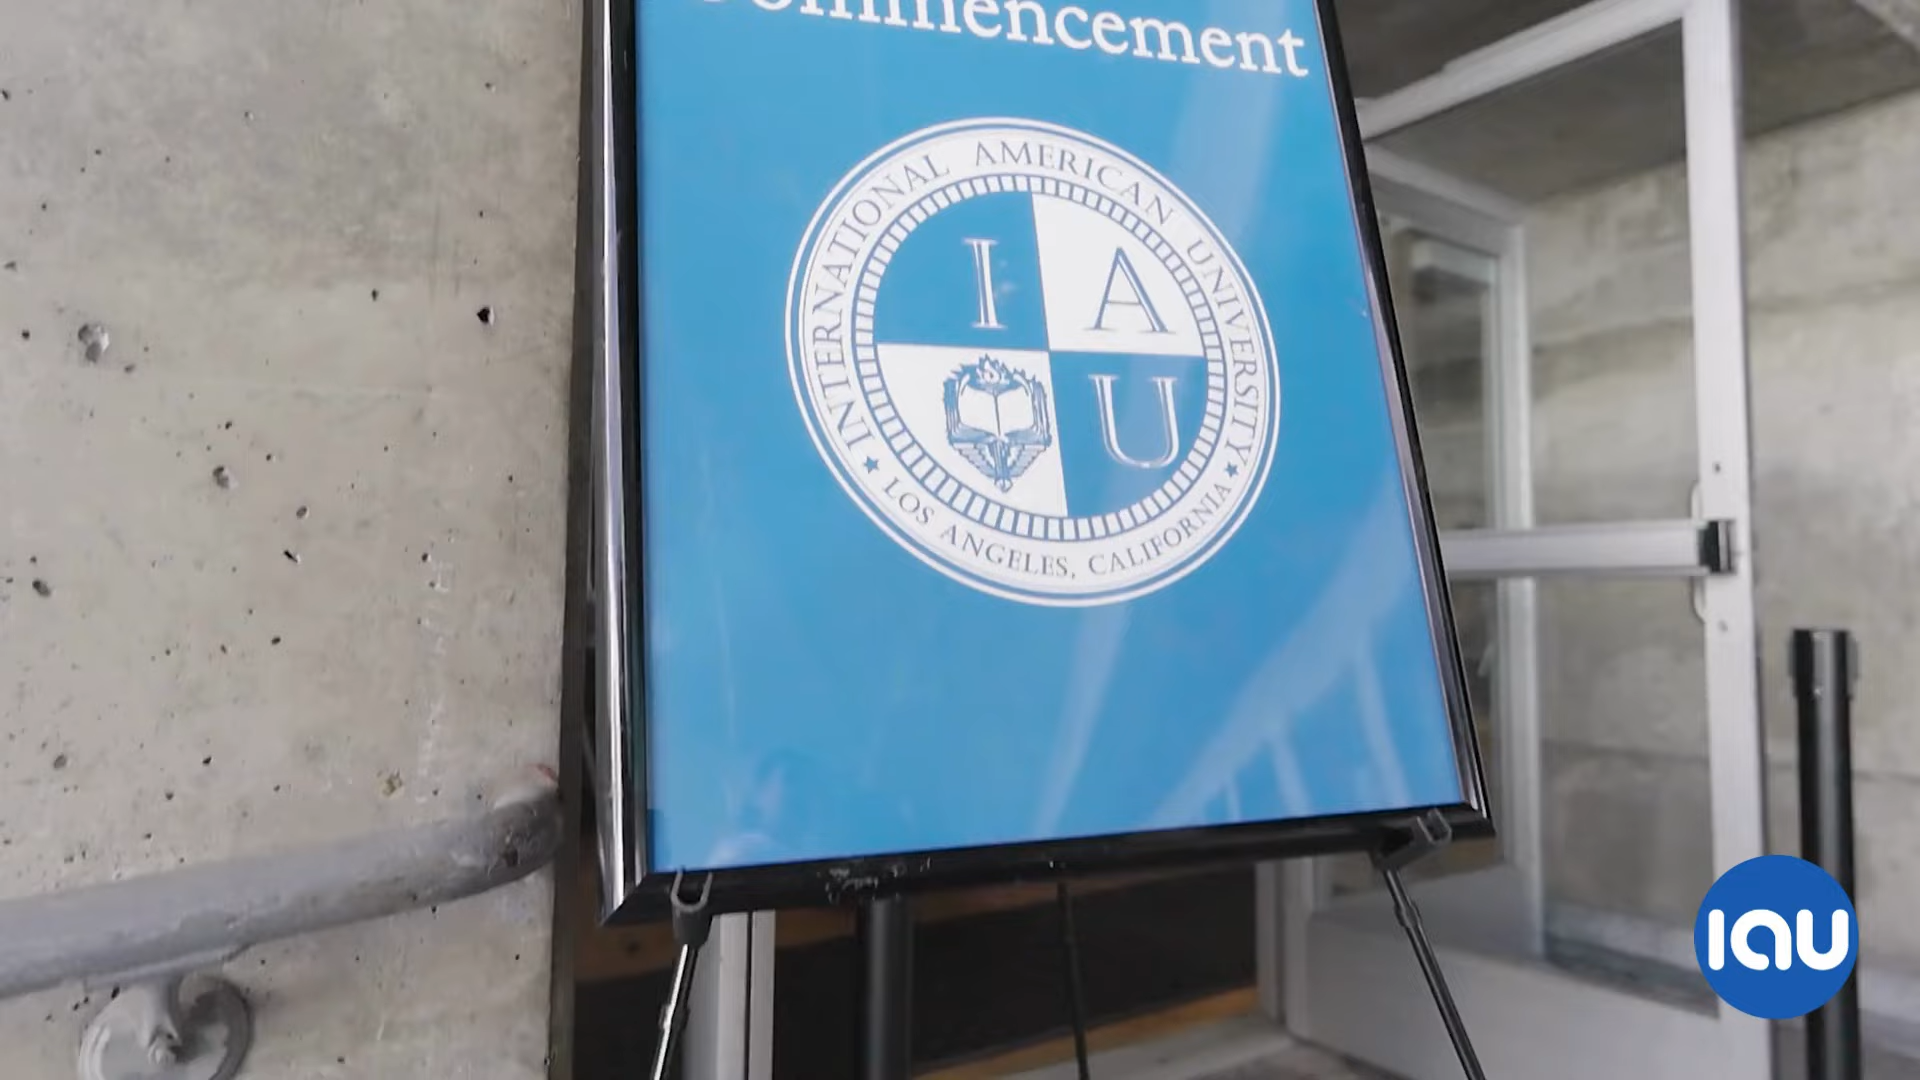 Commencement
INTERNATIONAL AMERICAN UNIVERSITY
I A
U
★ LOS ANGELES, CALIFORNIA ★
IAU